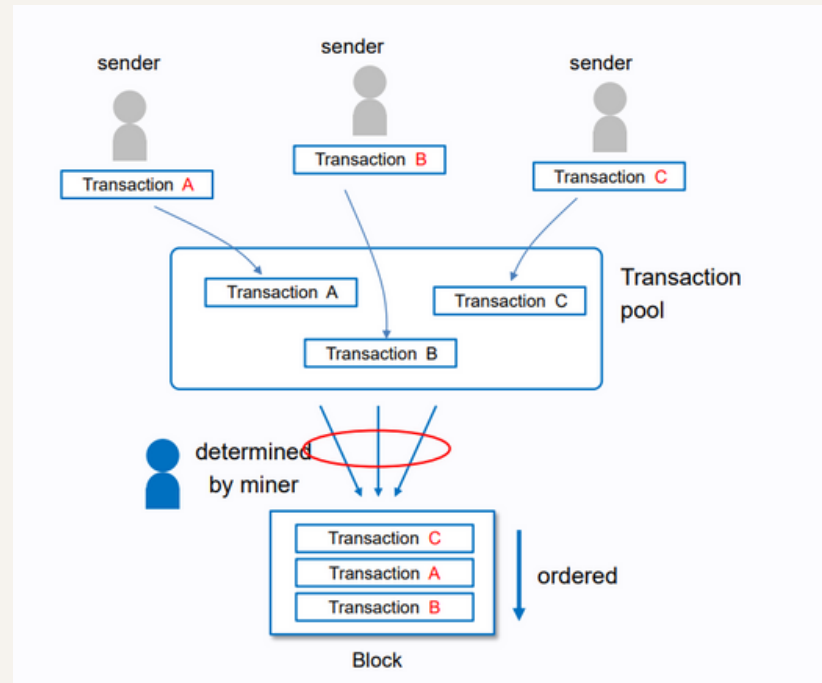 sender
sender
sender
Transaction A
Transaction B
Transaction C
Transaction A
Transaction C
Transaction B
Transaction
pool
determined
by miner
Transaction C
Transaction A
Transaction B
ordered
Block